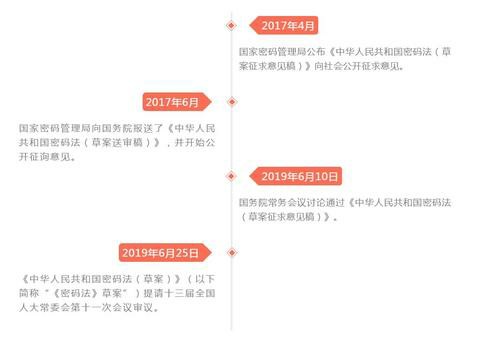 2017年4月
国家密码管理局公布《中华人民共和国密码法（草
案征求意见稿）》向社会公开征求意见。
2017年6月
国家密码管理局向国务院报送了《中华人民
共和国密码法（草案送审稿）》，并开始公
开征询意见。
2019年6月10日
国务院常务会议讨论通过《中华人民共和国密码法
（草案征求意见稿）》。
2019年6月25日
《中华人民共和国密码法（草案）》（以下
简称“《密码法》草案”）提请十三届全国
人大常委会第十一次会议审议。